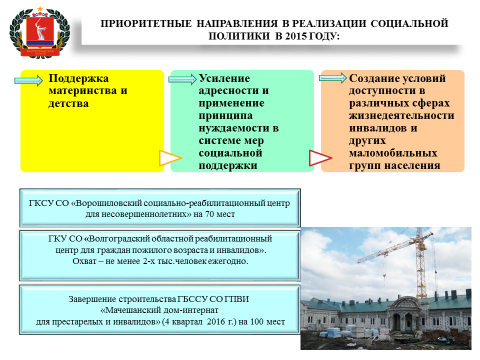 ПРИОРИТЕТНЫЕ НАПРАВЛЕНИЯ В РЕАЛИЗАЦИИ СОЦИАЛЬНОЙ
ПОЛИТИКИ В 2015 ГОДУ:
Поддержка
материнства и
детства
Усиление
адресности и
применение
принципа
нуждаемости в
системе мер
социальной
поддержки
Создание условий
доступности в
различных сферах
жизнедеятельности
инвалидов и
других
маломобильных
групп населения
ГКСУ СО «Ворошиловский социально-реабилитационный центр
для несовершеннолетних» на 70 мест
ГКУ СО «Волгоградский областной реабилитационный
центр для граждан пожилого возраста и инвалидов».
Охват – не менее 2-х тыс.человек ежегодно.
Завершение строительства ГБССУ СО ГПВИ
«Мачешанский дом-интернат
для престарелых и инвалидов» (4 квартал 2016 г.) на 100 мест